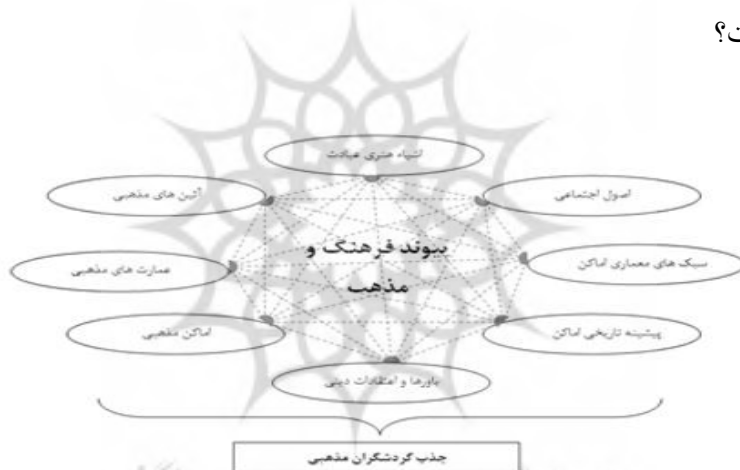 ت؟
اشیاء هنری عبادت
آئین های مذهبی
اصول اجتماعی
پیوند فرهنگ و
مذهب
سبک های معماری اماکن
عمارت های مذهبی
پیشینه تاریخی اماکن
اماکن مذهبی
باورها و اعتقادات دینی
جذب گردشگران مذهبی